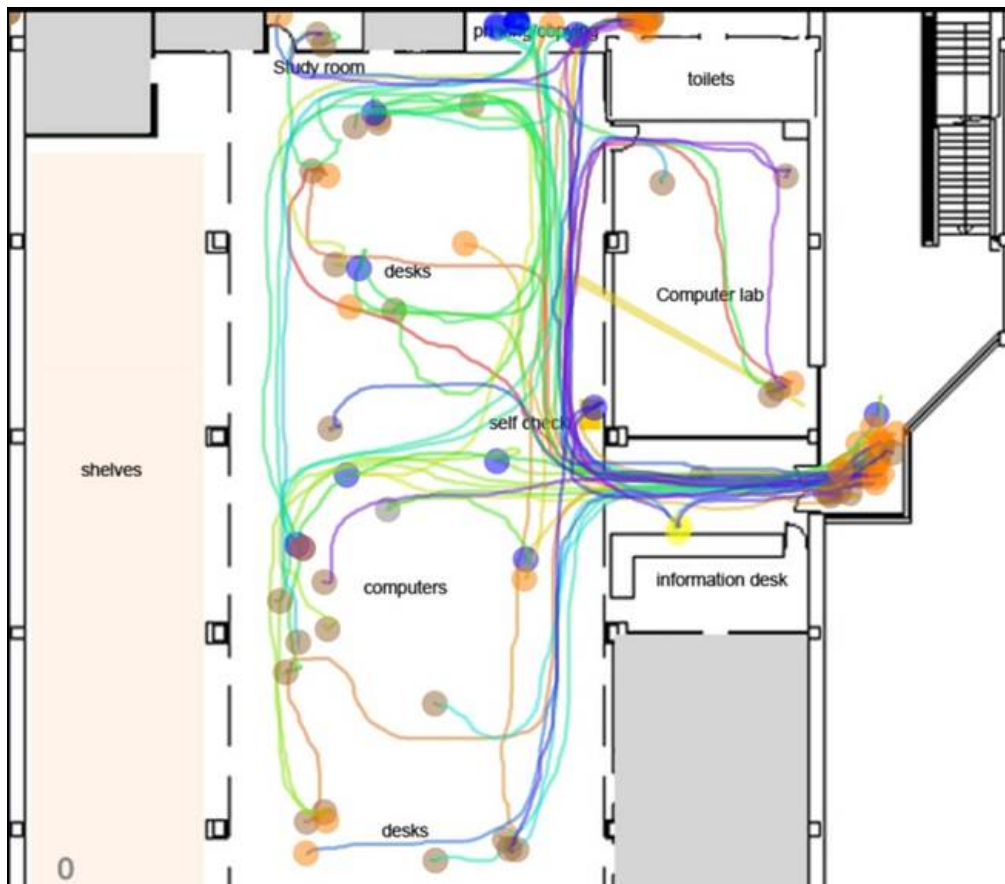 Study room
toilets
desks
Computer lab
self check
shelves
computers
information desk
desks
0